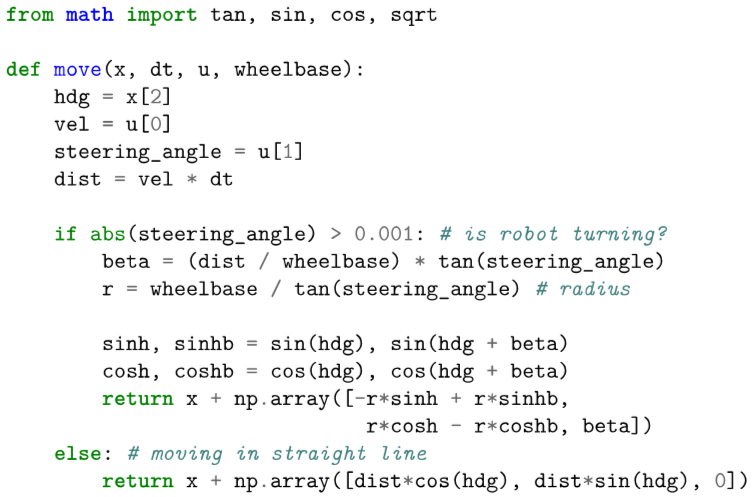 from math import tan, sin, cos, sqrt

def move(x, dt, u, wheelbase):
    hdg = x[2]
    vel = u[0]
    steering_angle = u[1]
    dist = vel * dt

    if abs(steering_angle) > 0.001: # is robot turning?
        beta = (dist / wheelbase) * tan(steering_angle)
        r = wheelbase / tan(steering_angle) # radius

        sinh, sinhb = sin(hdg), sin(hdg + beta)
        cosh, coshb = cos(hdg), cos(hdg + beta)
        return x + np.array([-r*sinh + r*sinhb,
                              r*cosh - r*coshb, beta])
    else: # moving in straight line
        return x + np.array([dist*cos(hdg), dist*sin(hdg), 0])